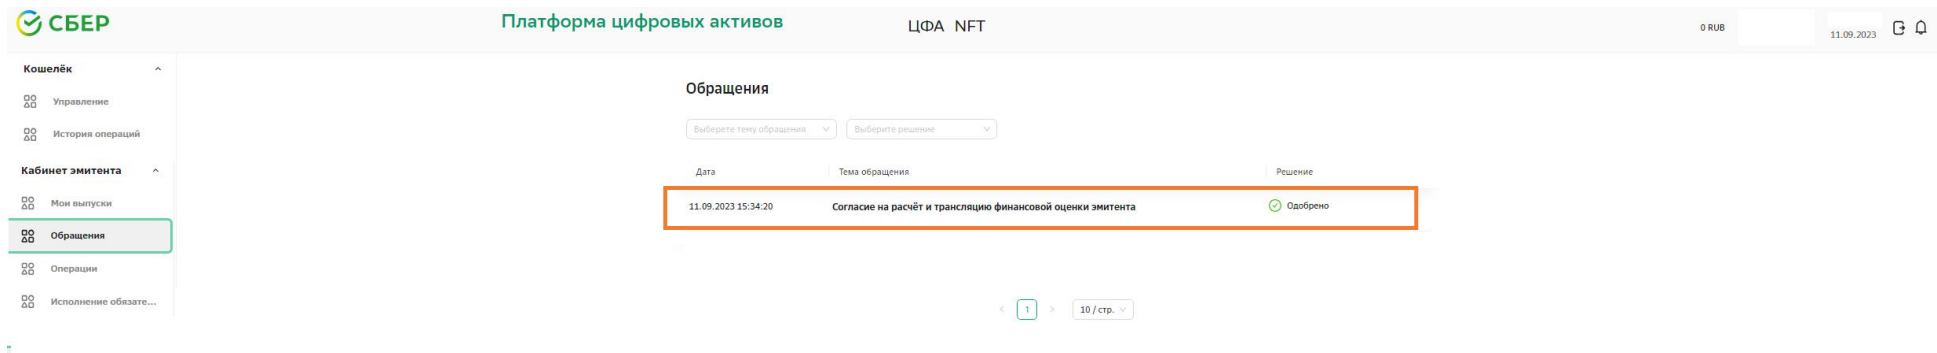 СБЕР
Платформа цифровых активов
ЦФА NFT
0 RUB
11.09.2023
Кошелёк
Управление
История операций
Кабинет эмитента
Мои выпуски
Обращения
Операции
Исполнение обязате...
Обращения
Выберете тему обращения
Выберите решение
Дата
Тема обращения
Решение
11.09.2023 15:34:20
Согласие на расчёт и трансляцию финансовой оценки эмитента
Одобрено
< 1 >
10 / стр.